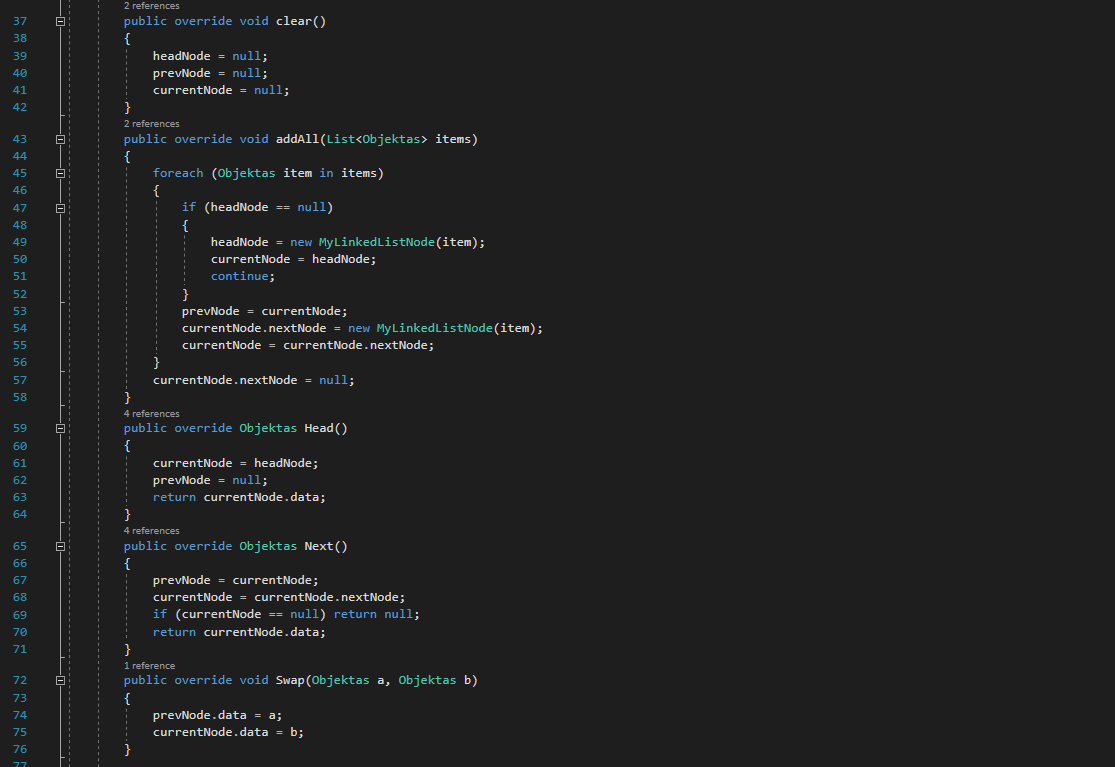 2 references
37 public override void clear()
38 {
39 headNode = null;
40 prevNode = null;
41 currentNode = null;
42 }
2 references
43 public override void addAll(List<Objektas> items)
44 {
45 foreach (Objektas item in items)
46 {
47 if (headNode == null)
48 {
49 headNode = new MyLinkedListNode(item);
50 currentNode = headNode;
51 continue;
52 }
53 prevNode = currentNode;
54 currentNode.nextNode = new MyLinkedListNode(item);
55 currentNode = currentNode.nextNode;
56 }
57 currentNode.nextNode = null;
58 }
4 references
59 public override Objektas Head()
60 {
61 currentNode = headNode;
62 prevNode = null;
63 return currentNode.data;
64 }
4 references
65 public override Objektas Next()
66 {
67 prevNode = currentNode;
68 currentNode = currentNode.nextNode;
69 if (currentNode == null) return null;
70 return currentNode.data;
71 }
1 reference
72 public override void Swap(Objektas a, Objektas b)
73 {
74 prevNode.data = a;
75 currentNode.data = b;
76 }
77